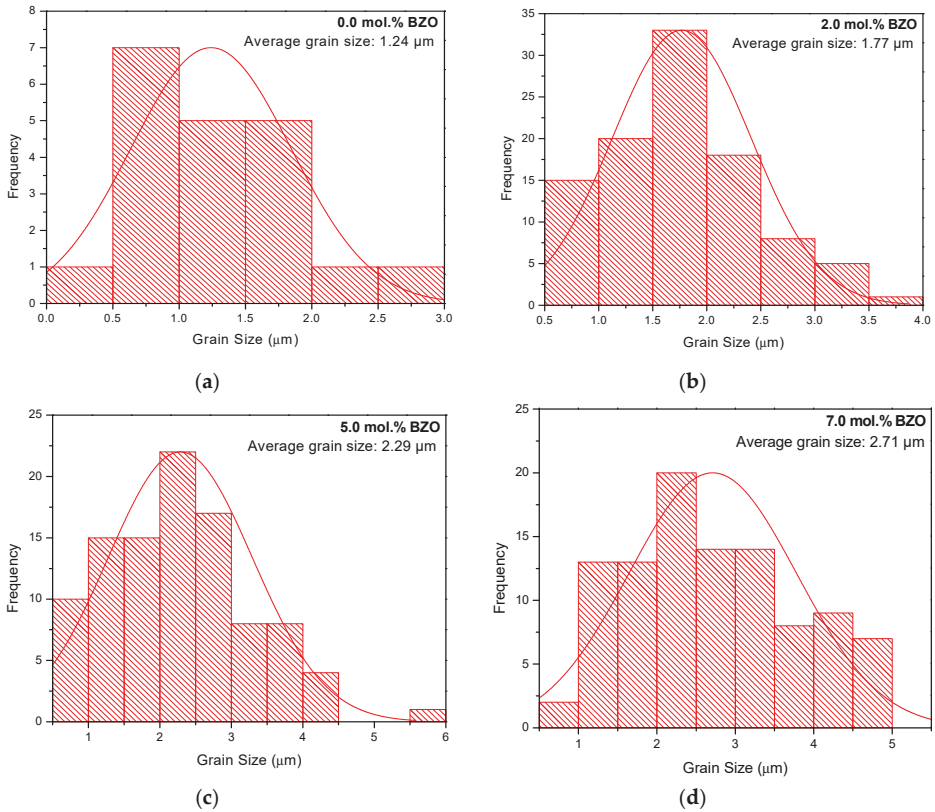 0.0 mol.% BZO
Average grain size: 1.24 µm
8
7
6
5
4
3
2
1
0
Frequency
0.0 0.5 1.0 1.5 2.0 2.5 3.0
Grain Size (µm)
(a)
2.0 mol.% BZO
Average grain size: 1.77 µm
35
30
25
20
15
10
5
0
Frequency
0.5 1.0 1.5 2.0 2.5 3.0 3.5 4.0
Grain Size (µm)
(b)
5.0 mol.% BZO
Average grain size: 2.29 µm
25
20
15
10
5
0
Frequency
1 2 3 4 5 6
Grain Size (µm)
(c)
7.0 mol.% BZO
Average grain size: 2.71 µm
25
20
15
10
5
0
Frequency
1 2 3 4 5
Grain Size (µm)
(d)